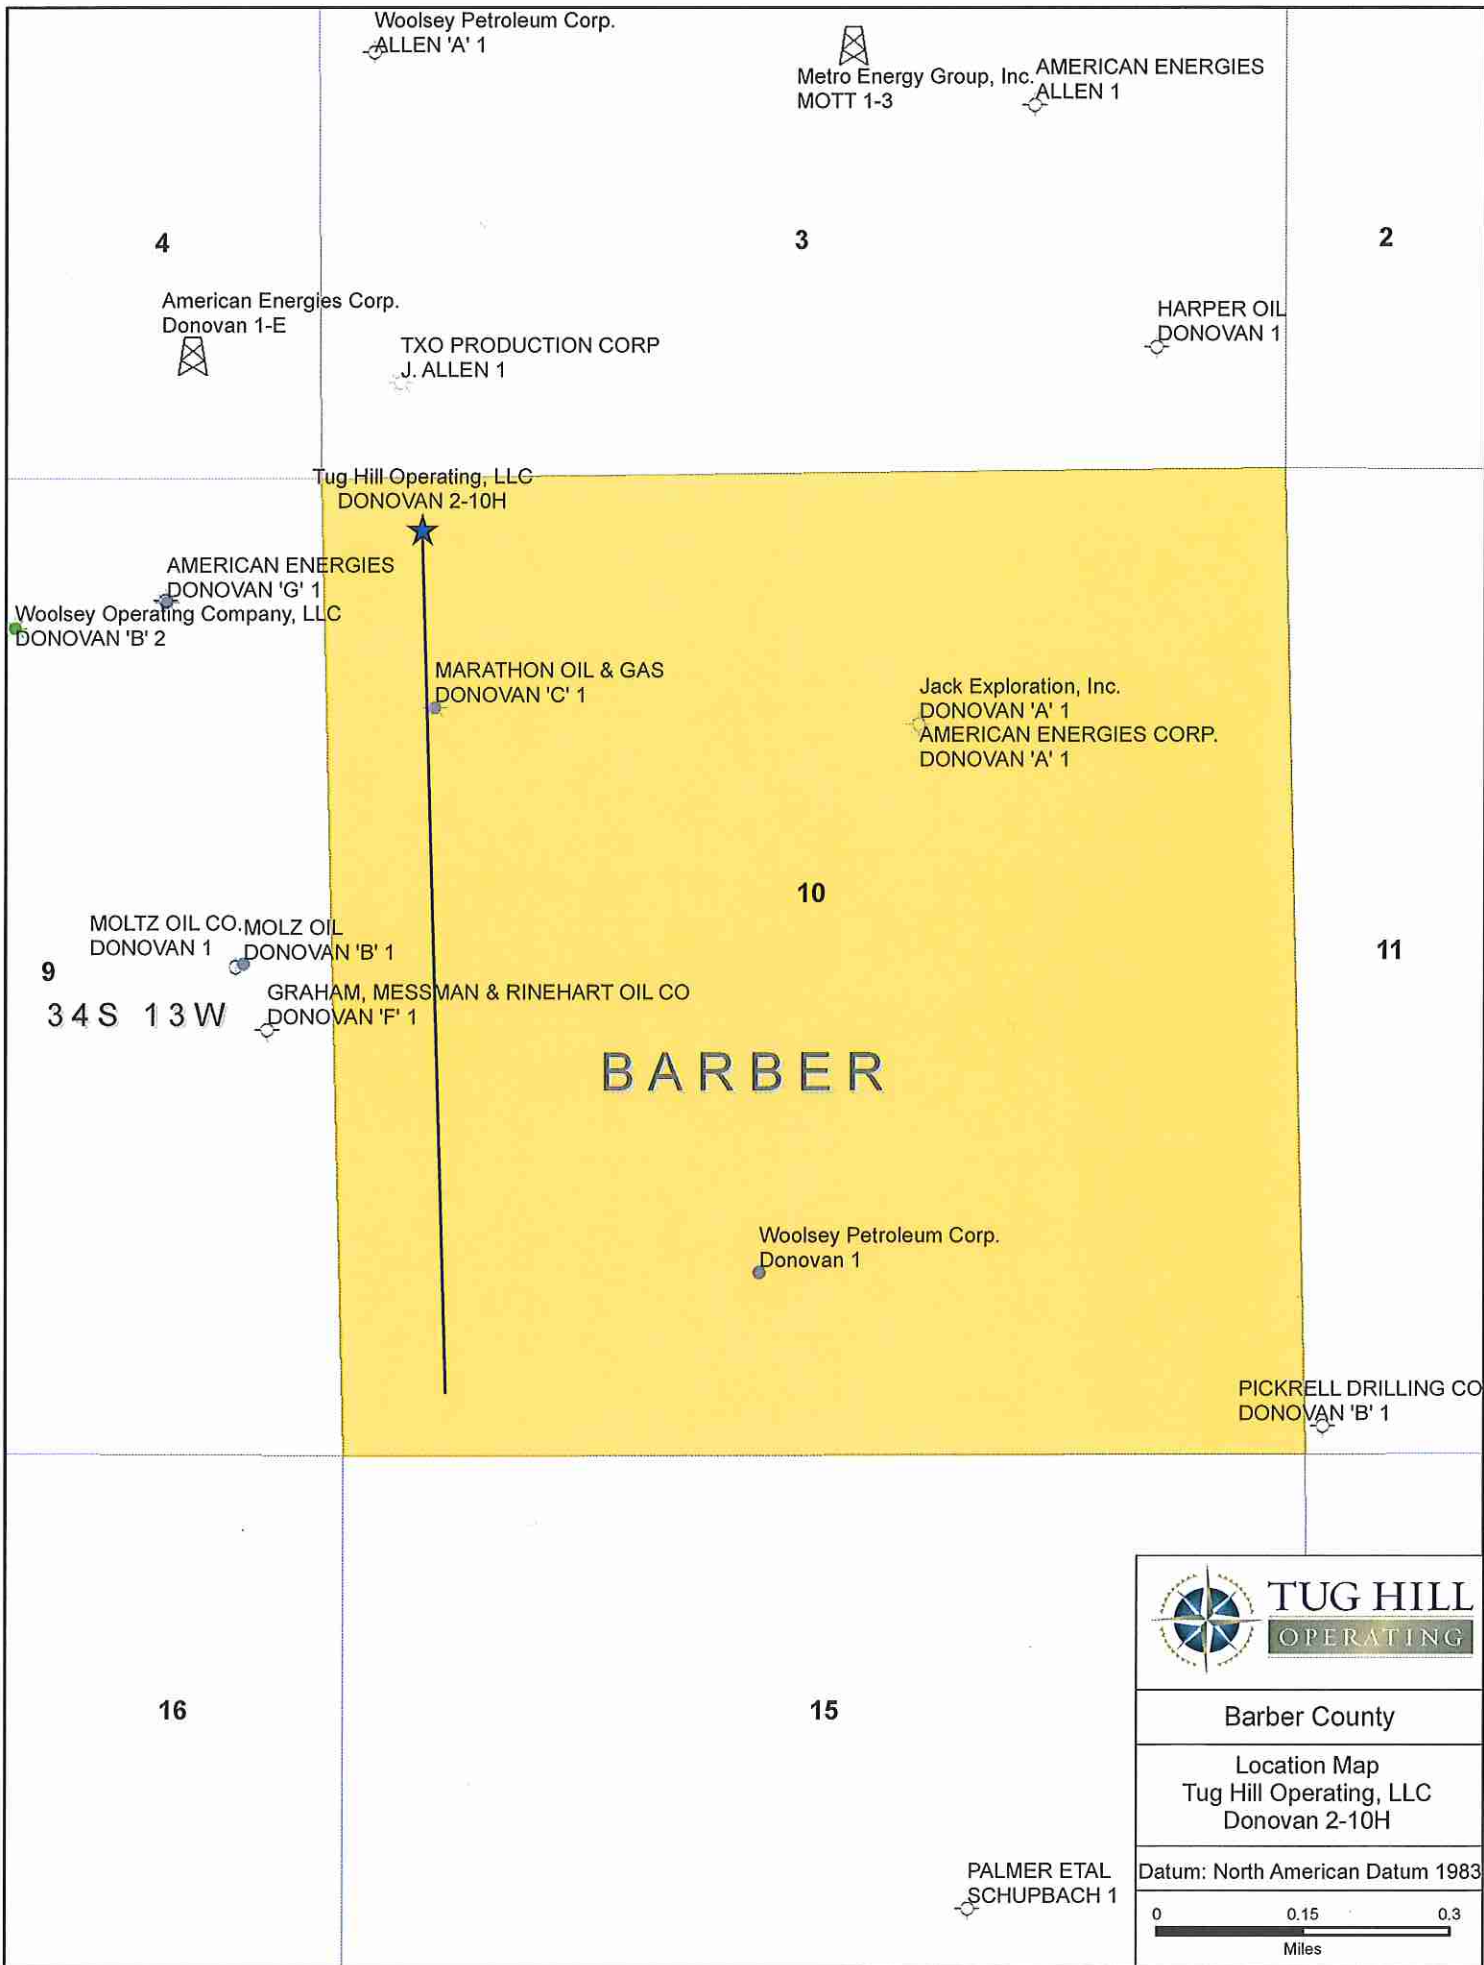 Woolsey Petroleum Corp.
ALLEN 'A' 1
Metro Energy Group, Inc.
MOTT 1-3
AMERICAN ENERGIES
ALLEN 1
4
3
2
American Energies Corp.
Donovan 1-E
TXO PRODUCTION CORP
J. ALLEN 1
HARPER OIL
DONOVAN 1
Tug Hill Operating, LLC
DONOVAN 2-10H
AMERICAN ENERGIES
DONOVAN 'G' 1
Woolsey Operating Company, LLC
DONOVAN 'B' 2
MARATHON OIL & GAS
DONOVAN 'C' 1
Jack Exploration, Inc.
DONOVAN 'A' 1
AMERICAN ENERGIES CORP.
DONOVAN 'A' 1
10
MOLTZ OIL CO.
DONOVAN 1
MOLZ OIL
DONOVAN 'B' 1
9
11
34S 13W
GRAHAM, MESSMAN & RINEHART OIL CO
DONOVAN 'F' 1
BARBER
Woolsey Petroleum Corp.
Donovan 1
PICKRELL DRILLING CO
DONOVAN 'B' 1
16
15
PALMER ETAL
SCHUPBACH 1
TUG HILL
OPERATING
Barber County
Location Map
Tug Hill Operating, LLC
Donovan 2-10H
Datum: North American Datum 1983
0 0.15 0.3
Miles